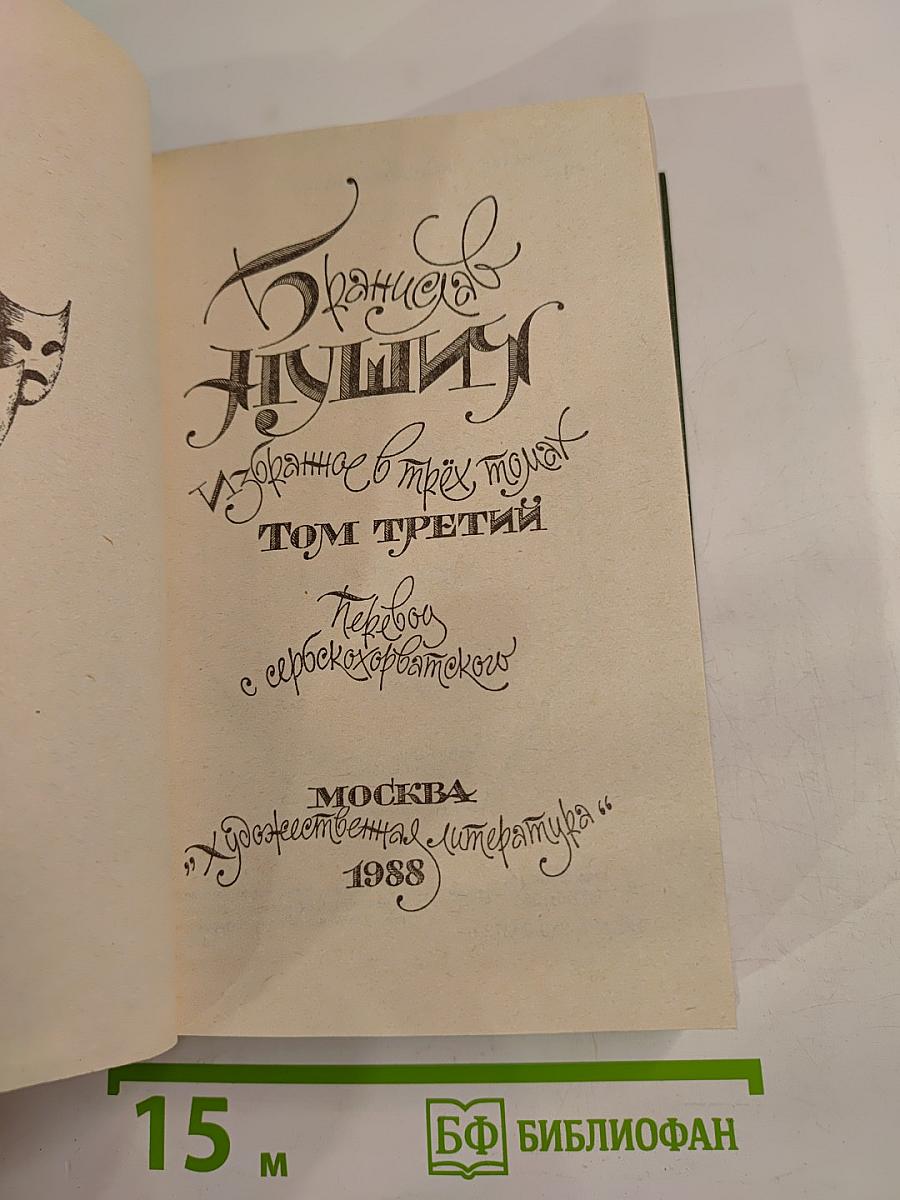 Бранислав
НУШИЧ
Избранное в трёх томах
ТОМ ТРЕТИЙ
Перевод
с сербскохорватского
МОСКВА
„Художественная литература“
1988
15 м
БФ БИБЛИОФАН